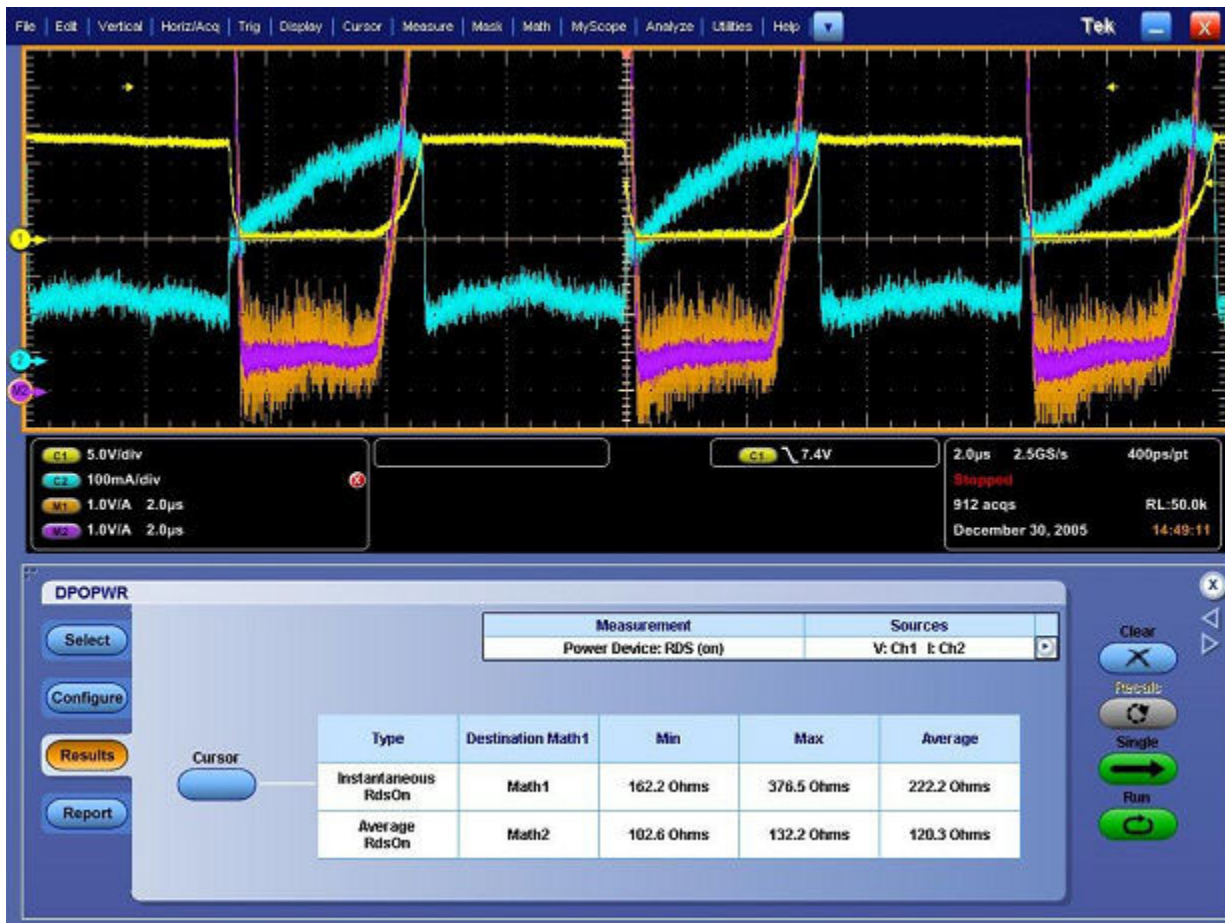 File | Edit | Vertical | Horiz/Acq | Trig | Display | Cursor | Measure | Mask | Math | MyScope | Analyze | Utilities | Help Tek X
1
2
M2
C1 5.0V/div
C2 100mA/div
M1 1.0V/A 2.0μs
M2 1.0V/A 2.0μs
C1 7.4V
2.0μs 2.5GS/s 400ps/pt
Stopped
912 acqs RL:50.0k
December 30, 2005 14:49:11
DPOPWR
Select
Configure
Results
Report
Measurement Sources
Power Device: RDS (on) V: Ch1 I: Ch2
Cursor
Type Destination Math1 Min Max Average
Instantaneous
RdsOn Math1 162.2 Ohms 376.5 Ohms 222.2 Ohms
Average
RdsOn Math2 102.6 Ohms 132.2 Ohms 120.3 Ohms
X
Clear
Recalc
Single
Run